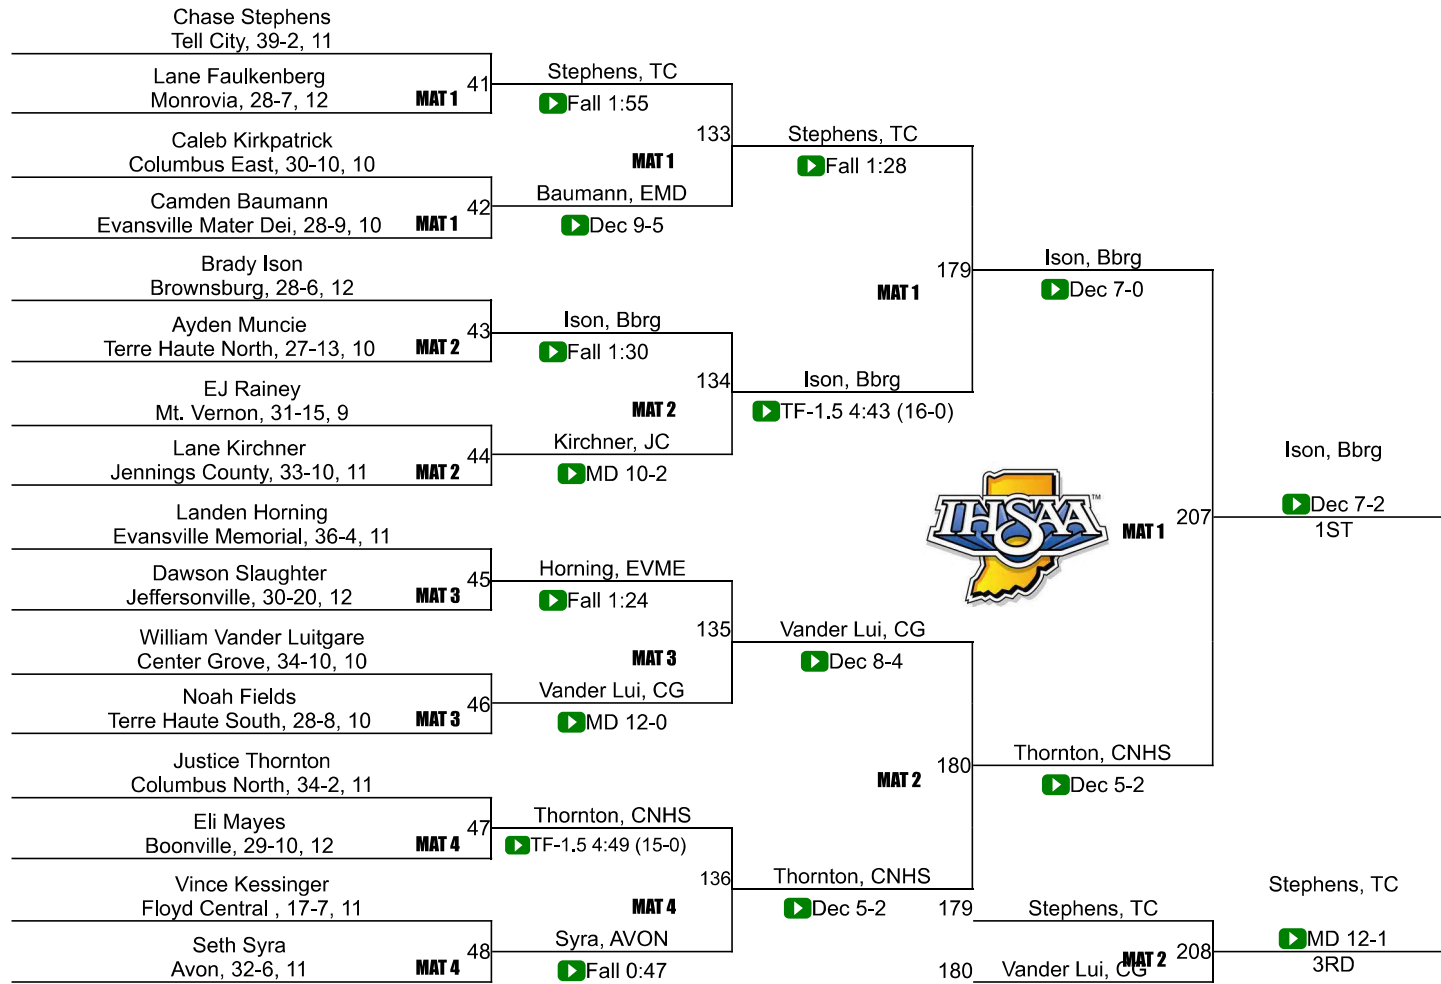 Chase Stephens
Tell City, 39-2, 11
Lane Faulkenberg
Monrovia, 28-7, 12
MAT 1
41
Stephens, TC
Fall 1:55
Caleb Kirkpatrick
Columbus East, 30-10, 10
Camden Baumann
Evansville Mater Dei, 28-9, 10
MAT 1
42
Baumann, EMD
Dec 9-5
133
MAT 1
Stephens, TC
Fall 1:28
Brady Ison
Brownsburg, 28-6, 12
Ayden Muncie
Terre Haute North, 27-13, 10
MAT 2
43
Ison, Bbrg
Fall 1:30
EJ Rainey
Mt. Vernon, 31-15, 9
Lane Kirchner
Jennings County, 33-10, 11
MAT 2
44
Kirchner, JC
MD 10-2
134
MAT 2
Ison, Bbrg
TF-1.5 4:43 (16-0)
179
MAT 1
Ison, Bbrg
Dec 7-0
Landen Horning
Evansville Memorial, 36-4, 11
Dawson Slaughter
Jeffersonville, 30-20, 12
MAT 3
45
Horning, EVME
Fall 1:24
William Vander Luitgare
Center Grove, 34-10, 10
Noah Fields
Terre Haute South, 28-8, 10
MAT 3
46
Vander Lui, CG
MD 12-0
135
MAT 3
Vander Lui, CG
Dec 8-4
Justice Thornton
Columbus North, 34-2, 11
Eli Mayes
Boonville, 29-10, 12
MAT 4
47
Thornton, CNHS
TF-1.5 4:49 (15-0)
Vince Kessinger
Floyd Central , 17-7, 11
Seth Syra
Avon, 32-6, 11
MAT 4
48
Syra, AVON
Fall 0:47
136
MAT 4
Thornton, CNHS
Dec 5-2
180
MAT 2
Thornton, CNHS
Dec 5-2
IHSAA™
MAT 1
207
Ison, Bbrg
Dec 7-2
1ST
179
Stephens, TC
180
Vander Lui, CG
MAT 2
208
Stephens, TC
MD 12-1
3RD